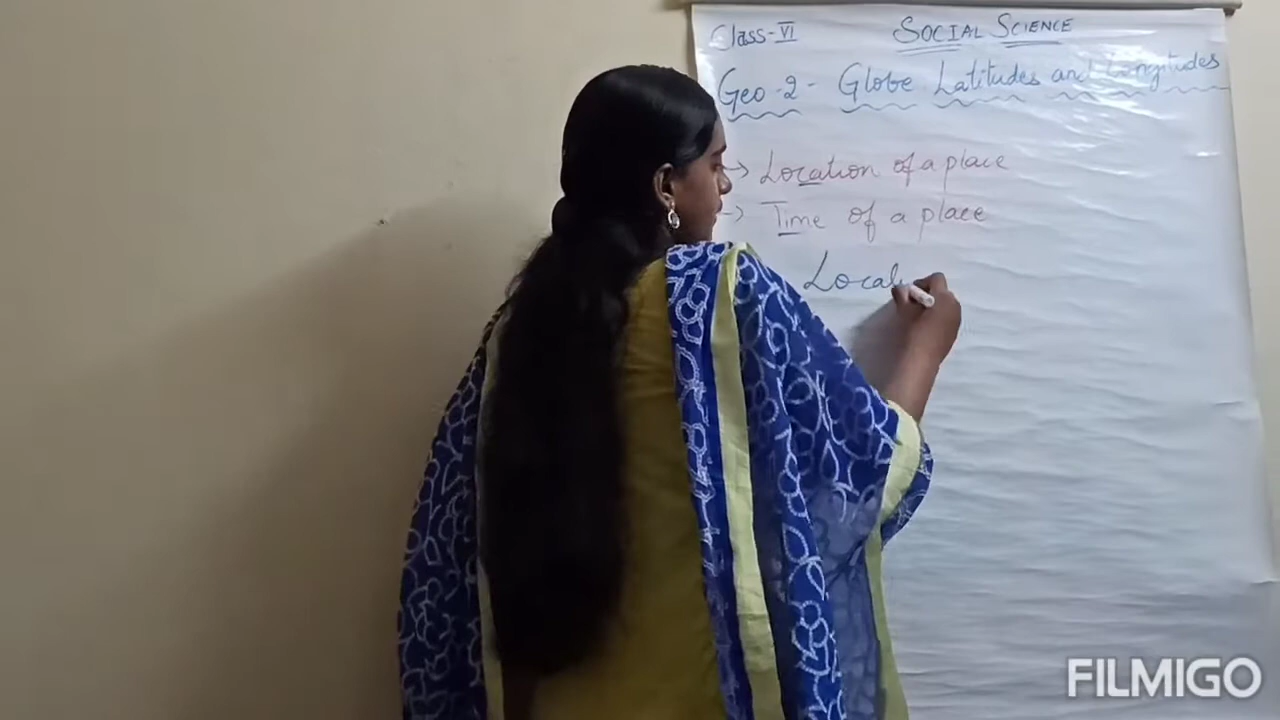 Class-VI SOCIAL SCIENCE
Geo-2- Globe Latitudes and Longitudes
→ Location of a place
-> Time of a place
Local
FILMIGO